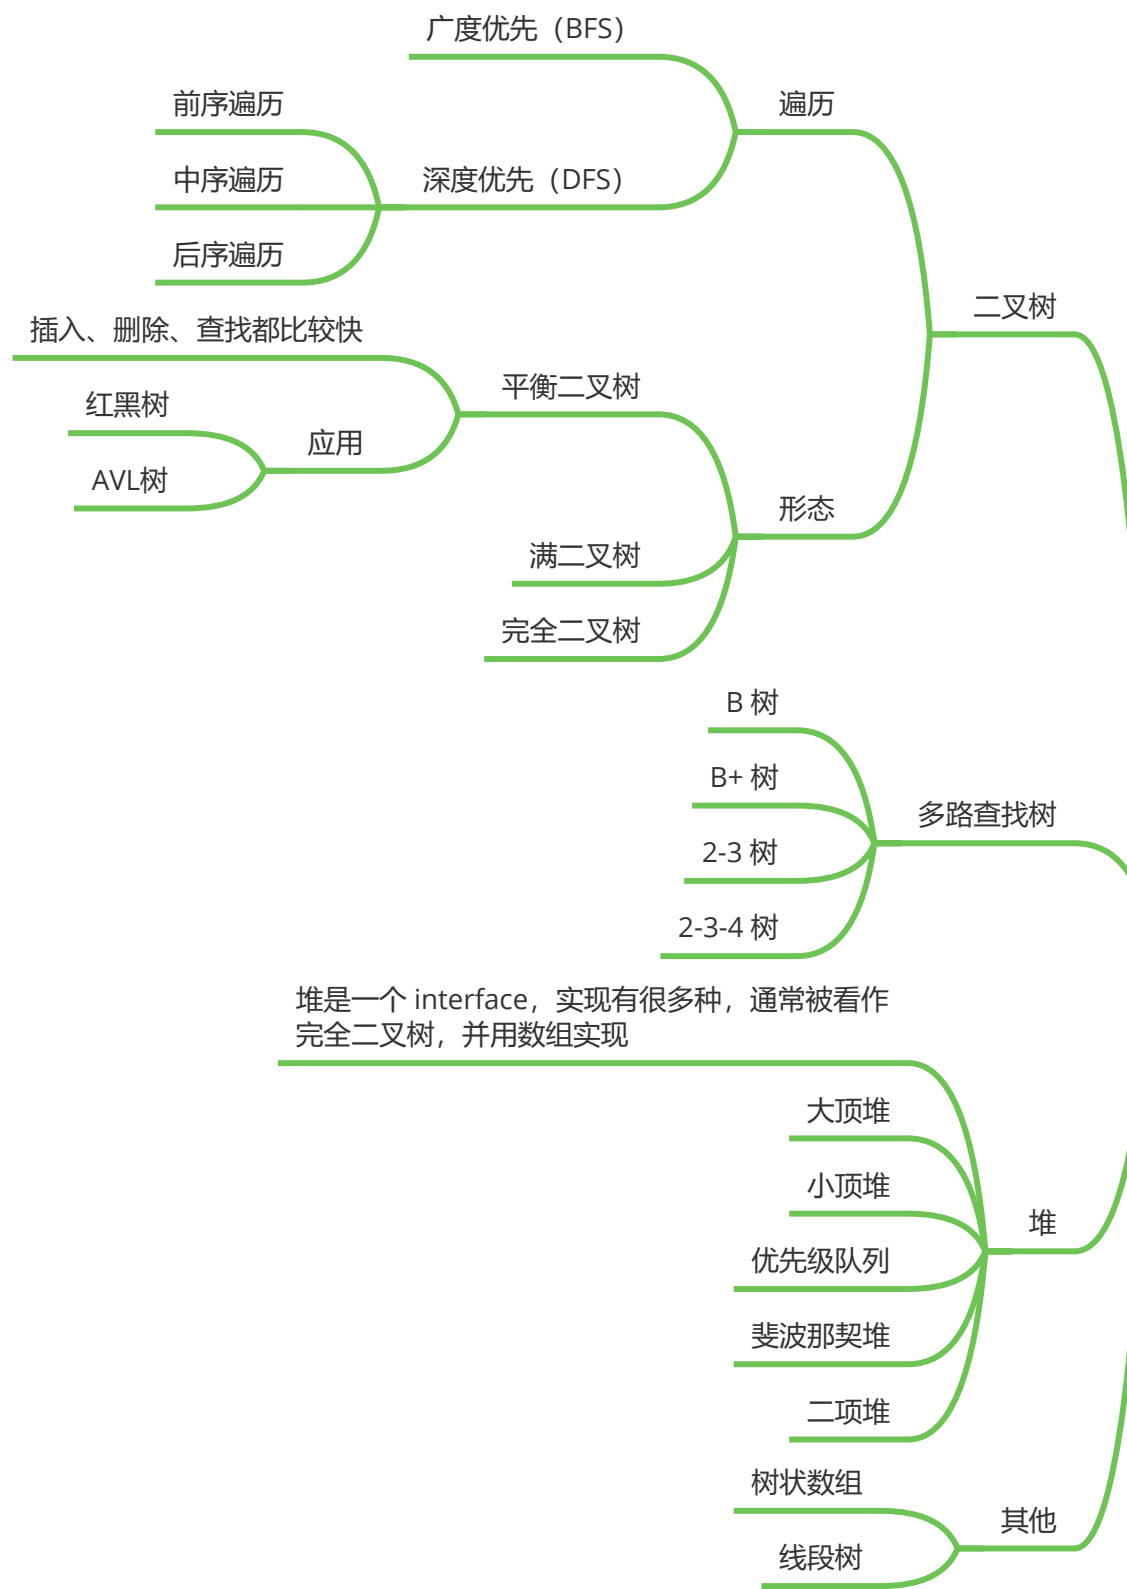 广度优先（BFS）
前序遍历
遍历
中序遍历
深度优先（DFS）
后序遍历
二叉树
插入、删除、查找都比较快
平衡二叉树
红黑树
应用
AVL树
形态
满二叉树
完全二叉树
B 树
B+ 树
多路查找树
2-3 树
2-3-4 树
堆是一个 interface，实现有很多种，通常被看作
完全二叉树，并用数组实现
大顶堆
小顶堆
堆
优先级队列
斐波那契堆
二项堆
树状数组
其他
线段树